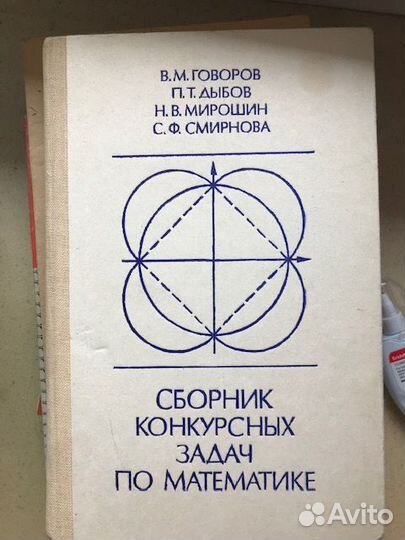 В. М. ГОВОРОВ
П. Т. ДЫБОВ
Н. В. МИРОШИН
С. Ф. СМИРНОВА
СБОРНИК
КОНКУРСНЫХ
ЗАДАЧ
ПО МАТЕМАТИКЕ
Avito